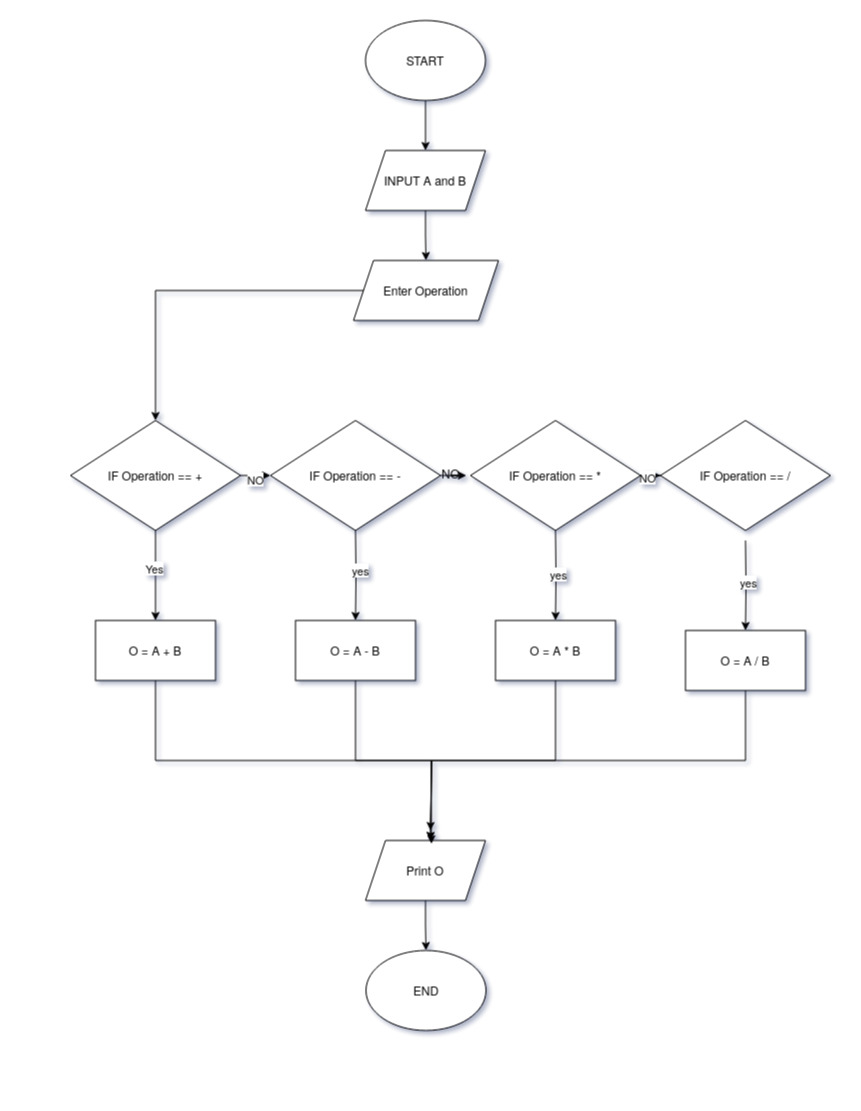 START
INPUT A and B
Enter Operation
IF Operation == +
NO
IF Operation == -
NO
IF Operation == *
NO
IF Operation == /
Yes
yes
yes
yes
O = A + B
O = A - B
O = A * B
O = A / B
Print O
END